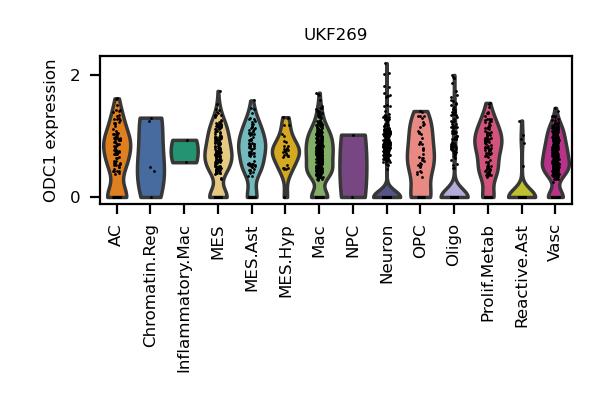 UKF269
ODC1 expression
2
0
AC
Chromatin.Reg
Inflammatory.Mac
MES
MES.Ast
MES.Hyp
Mac
NPC
Neuron
OPC
Oligo
Prolif.Metab
Reactive.Ast
Vasc